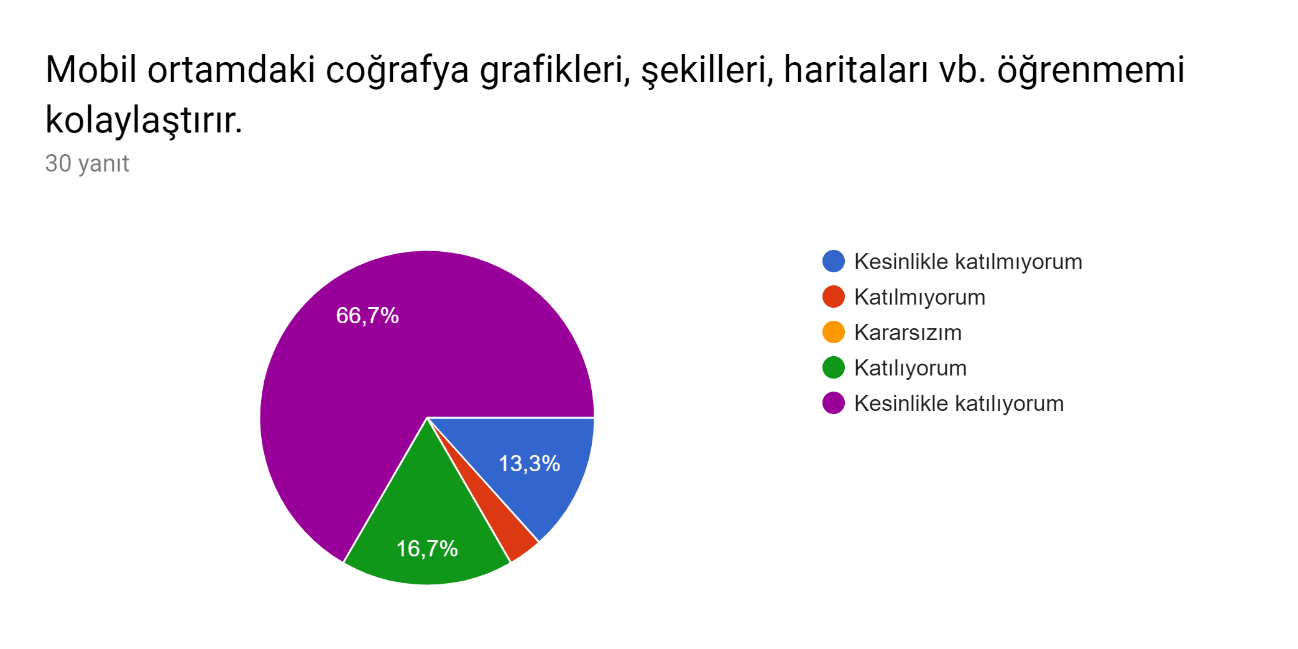 Mobil ortamdaki coğrafya grafikleri, şekilleri, haritaları vb. öğrenmemi
kolaylaştırır.
30 yanıt
66,7%
13,3%
16,7%
Kesinlikle katılmıyorum
Katılmıyorum
Kararsızım
Katılıyorum
Kesinlikle katılıyorum